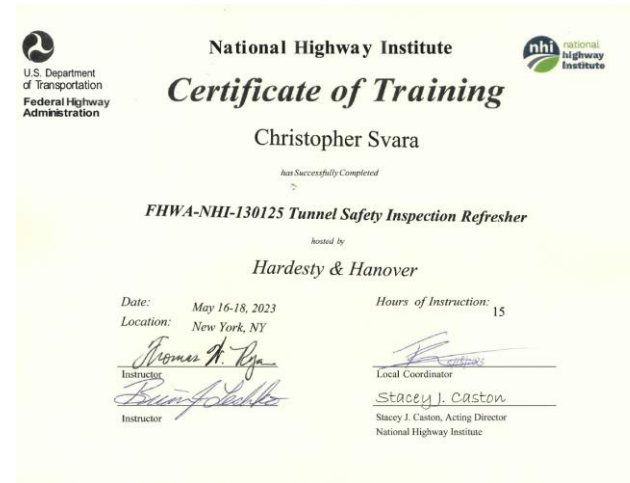 U.S. Department
of Transportation
Federal Highway
Administration
National Highway Institute
nhi national
highway
Institute
Certificate of Training
Christopher Svara
has Successfully Completed
FHWA-NHI-130125 Tunnel Safety Inspection Refresher
hosted by
Hardesty & Hanover
Date: May 16-18, 2023
Location: New York, NY
Hours of Instruction: 15
Thomas
Instructor
Instructor
Local Coordinator
Stacey J. Caston
Stacey J. Caston, Acting Director
National Highway Institute